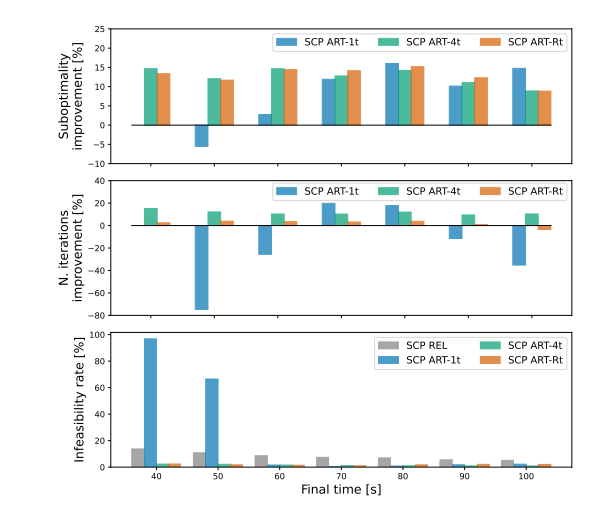 Suboptimality
improvement [%]
25
20
15
10
5
0
−5
−10
SCP ART-1t SCP ART-4t SCP ART-Rt
N. iterations
improvement [%]
40
20
0
−20
−40
−60
−80
SCP ART-1t SCP ART-4t SCP ART-Rt
Infeasibility rate [%]
100
80
60
40
20
0
SCP REL SCP ART-4t
SCP ART-1t SCP ART-Rt
40 50 60 70 80 90 100
Final time [s]